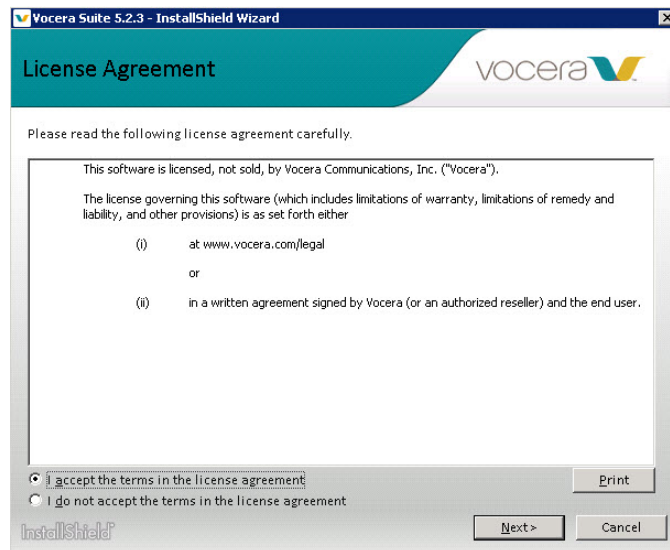 Vocera Suite 5.2.3 - InstallShield Wizard
License Agreement
vocera
Please read the following license agreement carefully.
This software is licensed, not sold, by Vocera Communications, Inc. ("Vocera").
The license governing this software (which includes limitations of warranty, limitations of remedy and
liability, and other provisions) is as set forth either
(i) at www.vocera.com/legal
or
(ii) in a written agreement signed by Vocera (or an authorized reseller) and the end user.
I accept the terms in the license agreement
Print
I do not accept the terms in the license agreement
InstallShield
Next >
Cancel